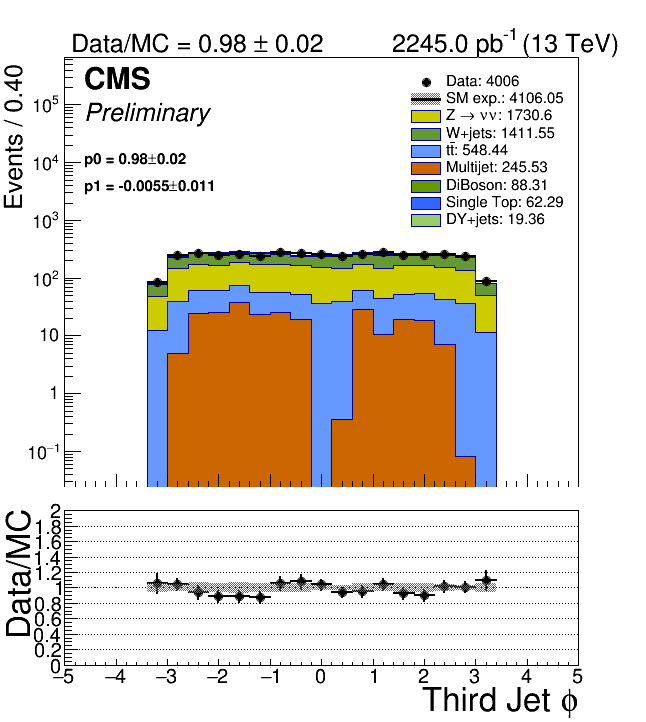 Data/MC = 0.98 ± 0.02 2245.0 pb⁻¹ (13 TeV)
CMS
Preliminary
p0 = 0.98±0.02
p1 = -0.0055±0.011
Data: 4006
SM exp.: 4106.05
Z → νν: 1730.6
W+jets: 1411.55
tt̄: 548.44
Multijet: 245.53
DiBoson: 88.31
Single Top: 62.29
DY+jets: 19.36
Events / 0.40
10⁵
10⁴
10³
10²
10
1
10⁻¹
Data/MC
2
1.8
1.6
1.4
1.2
1
0.8
0.6
0.4
0.2
0
−5 −4 −3 −2 −1 0 1 2 3 4 5
Third Jet ϕ